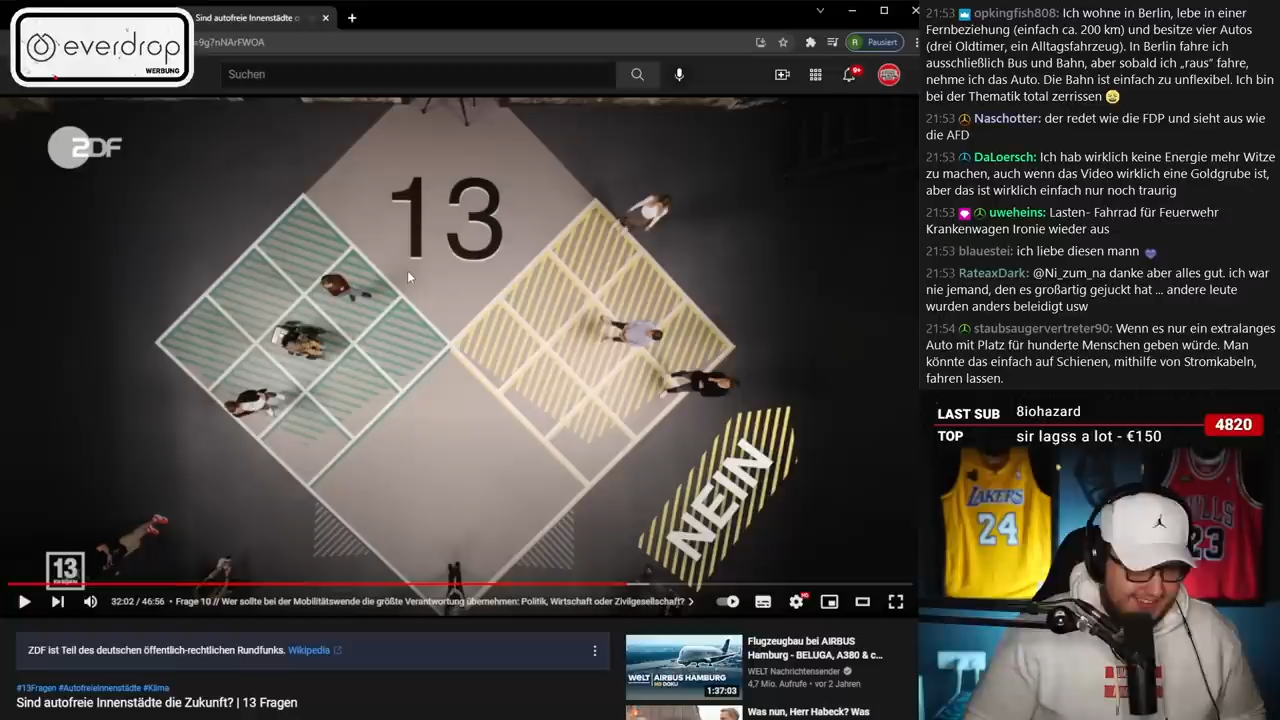 everdrop
WERBUNG
Sind autofreie Innenstädte
=9g7nNArFWOA
R Pausiert
Suchen
9+
ZDF
13
NEIN
13
32:02 / 46:56 • Frage 10 // Wer sollte bei der Mobilitätswende die größte Verantwortung übernehmen: Politik, Wirtschaft oder Zivilgesellschaft?
ZDF ist Teil des deutschen öffentlich-rechtlichen Rundfunks. Wikipedia
#13Fragen #AutofreieInnenstädte #Klima
Sind autofreie Innenstädte die Zukunft? | 13 Fragen
WELT AIRBUS HAMBURG
HD DOKU
1:37:03
Flugzeugbau bei AIRBUS
Hamburg - BELUGA, A380 & c...
WELT Nachrichtensender
4,7 Mio. Aufrufe • vor 2 Jahren
Was nun, Herr Habeck? Was
21:53 opkingfish808: Ich wohne in Berlin, lebe in einer
Fernbeziehung (einfach ca. 200 km) und besitze vier Autos
(drei Oldtimer, ein Alltagsfahrzeug). In Berlin fahre ich
ausschließlich Bus und Bahn, aber sobald ich „raus“ fahre,
nehme ich das Auto. Die Bahn ist einfach zu unflexibel. Ich bin
bei der Thematik total zerrissen
21:53 Naschotter: der redet wie die FDP und sieht aus wie
die AFD
21:53 DaLoersch: Ich hab wirklich keine Energie mehr Witze
zu machen, auch wenn das Video wirklich eine Goldgrube ist,
aber das ist wirklich einfach nur noch traurig
21:53 uweheins: Lasten- Fahrrad für Feuerwehr
Krankenwagen Ironie wieder aus
21:53 blauestei: ich liebe diesen mann
21:53 RateaxDark: @Ni_zum_na danke aber alles gut. ich war
nie jemand, den es großartig gejuckt hat ... andere leute
wurden anders beleidigt usw
21:54 staubsaugervertreter90: Wenn es nur ein extralanges
Auto mit Platz für hunderte Menschen geben würde. Man
könnte das einfach auf Schienen, mithilfe von Stromkabeln,
fahren lassen.
LAST SUB 8iohazard
4820
TOP sir lagss a lot - €150
LAKERS
24
BULLS
23